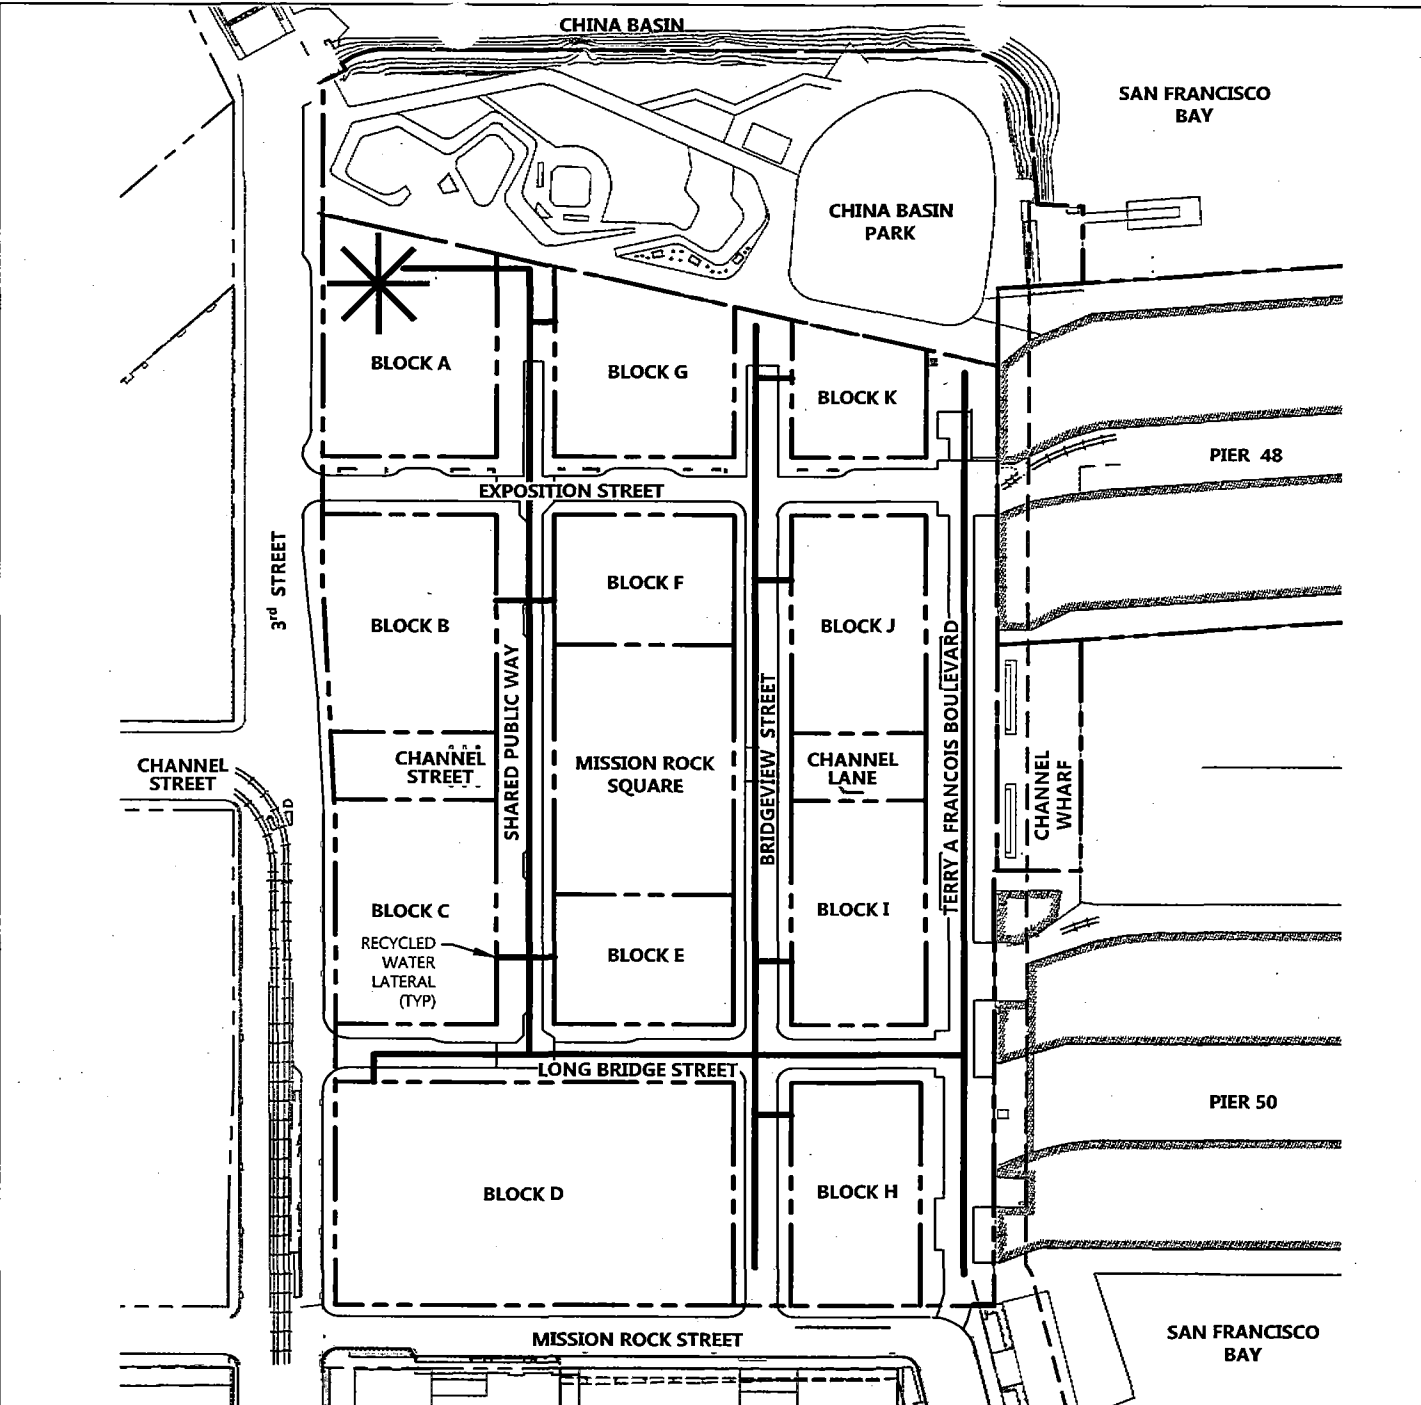 CHINA BASIN
SAN FRANCISCO
BAY
CHINA BASIN
PARK
BLOCK A
BLOCK G
BLOCK K
PIER 48
EXPOSITION STREET
3rd STREET
BLOCK F
BLOCK B
BLOCK J
SHARED PUBLIC WAY
BRIDGEVIEW STREET
TERRY A FRANCOIS BOULEVARD
CHANNEL
STREET
CHANNEL
STREET
MISSION ROCK
SQUARE
CHANNEL
LANE
CHANNEL
WHARF
BLOCK C
BLOCK I
RECYCLED
WATER
LATERAL
(TYP)
BLOCK E
LONG BRIDGE STREET
PIER 50
BLOCK D
BLOCK H
MISSION ROCK STREET
SAN FRANCISCO
BAY